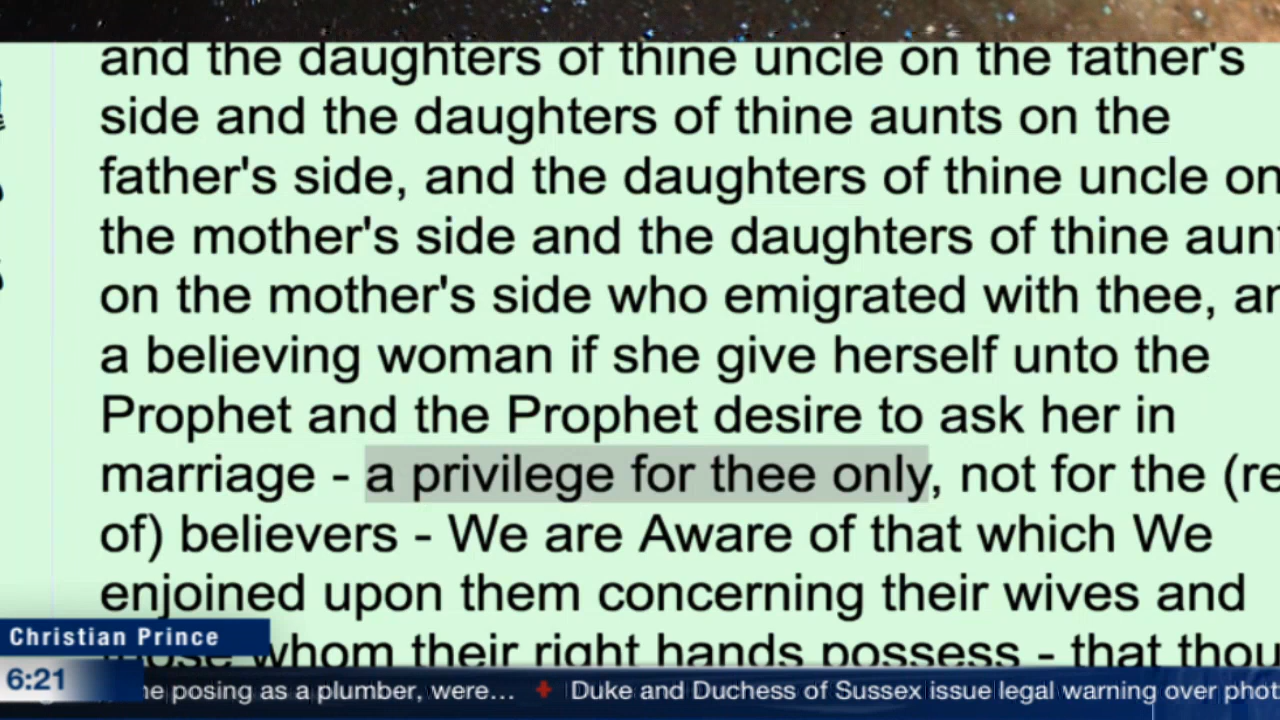 and the daughters of thine uncle on the father's
side and the daughters of thine aunts on the
father's side, and the daughters of thine uncle on
the mother's side and the daughters of thine aunt
on the mother's side who emigrated with thee, an
a believing woman if she give herself unto the
Prophet and the Prophet desire to ask her in
marriage - a privilege for thee only, not for the (re
of) believers - We are Aware of that which We
enjoined upon them concerning their wives and
those whom their right hands possess - that thou
Christian Prince
6:21
posing as a plumber, were... Duke and Duchess of Sussex issue legal warning over phot